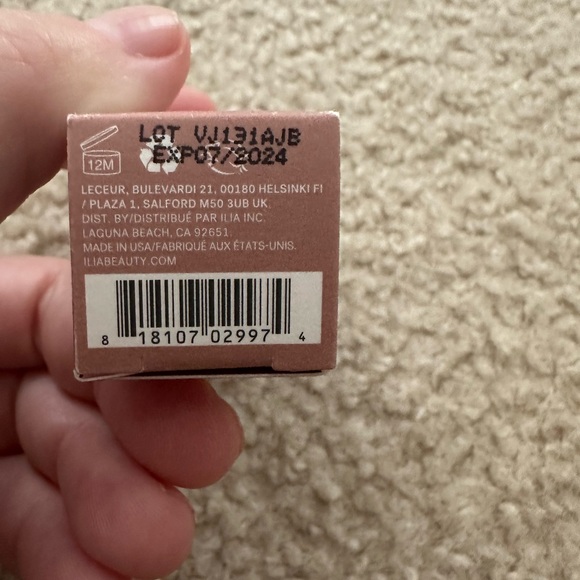 LOT VJ131AJB
EXP07/2024
12M
LECEUR, BULEVARDI 21, 00180 HELSINKI FI
/ PLAZA 1, SALFORD M50 3UB UK.
DIST. BY/DISTRIBUÉ PAR ILIA INC.
LAGUNA BEACH, CA 92651.
MADE IN USA/FABRIQUÉ AUX ÉTATS-UNIS.
ILIABEAUTY.COM
8 18107 02997 4